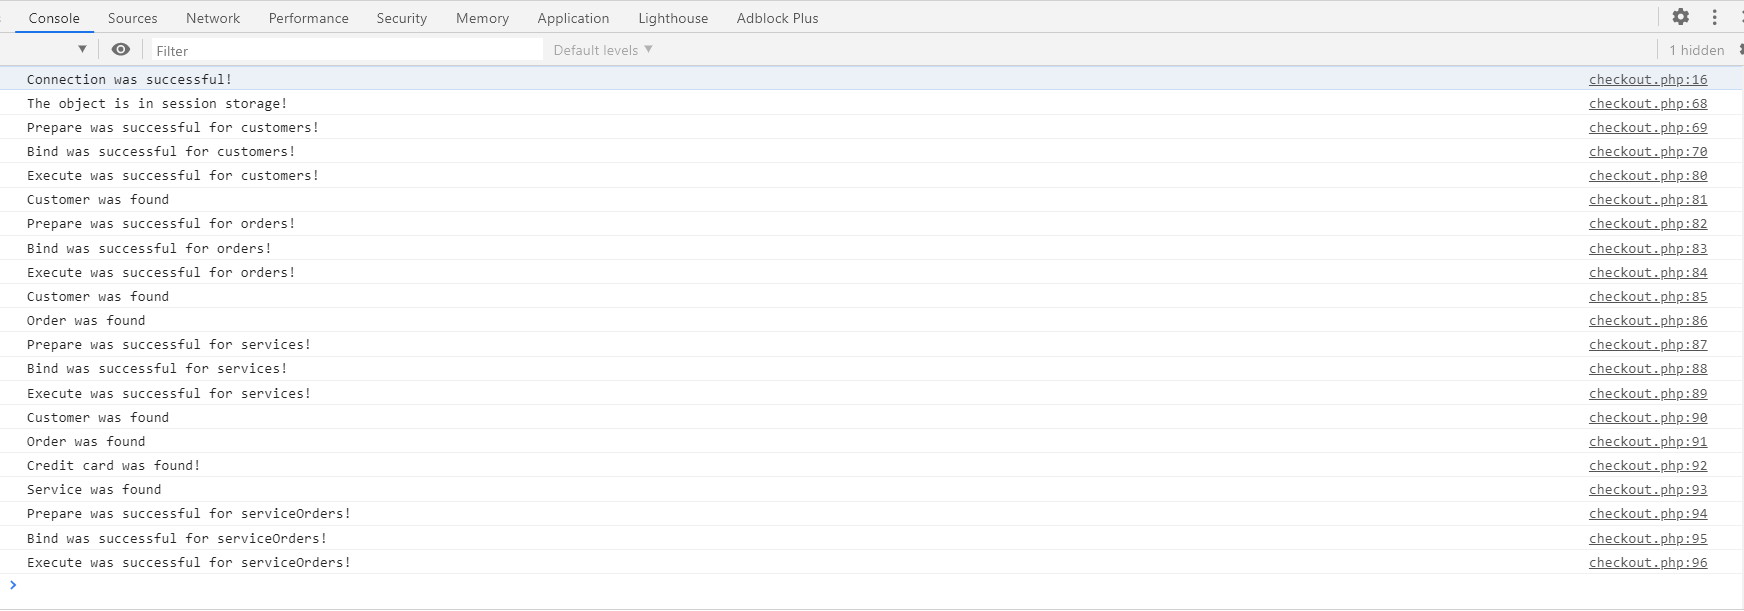 Console Sources Network Performance Security Memory Application Lighthouse Adblock Plus
Filter Default levels 1 hidden
Connection was successful! checkout.php:16
The object is in session storage! checkout.php:68
Prepare was successful for customers! checkout.php:69
Bind was successful for customers! checkout.php:70
Execute was successful for customers! checkout.php:80
Customer was found checkout.php:81
Prepare was successful for orders! checkout.php:82
Bind was successful for orders! checkout.php:83
Execute was successful for orders! checkout.php:84
Customer was found checkout.php:85
Order was found checkout.php:86
Prepare was successful for services! checkout.php:87
Bind was successful for services! checkout.php:88
Execute was successful for services! checkout.php:89
Customer was found checkout.php:90
Order was found checkout.php:91
Credit card was found! checkout.php:92
Service was found checkout.php:93
Prepare was successful for serviceOrders! checkout.php:94
Bind was successful for serviceOrders! checkout.php:95
Execute was successful for serviceOrders! checkout.php:96